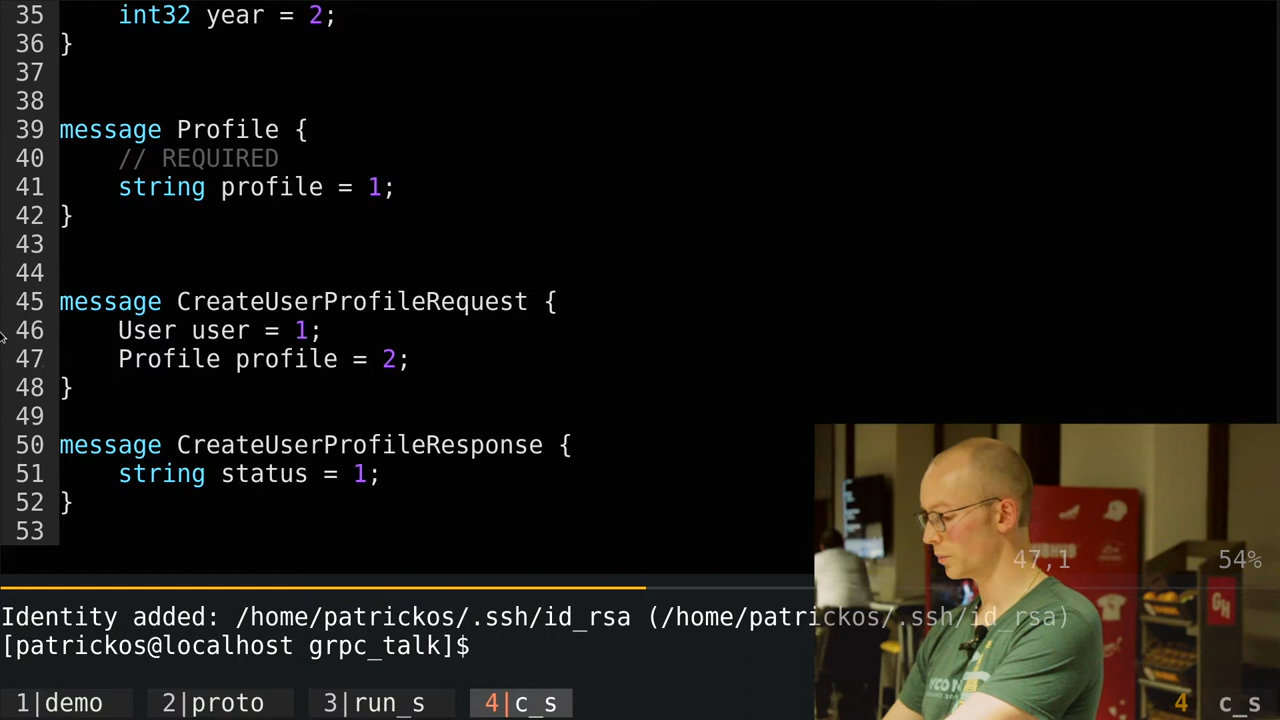 35 int32 year = 2;
36 }
37
38
39 message Profile {
40 // REQUIRED
41 string profile = 1;
42 }
43
44
45 message CreateUserProfileRequest {
46 User user = 1;
47 Profile profile = 2;
48 }
49
50 message CreateUserProfileResponse {
51 string status = 1;
52 }
53
47,1 54%
Identity added: /home/patrickos/.ssh/id_rsa (/home/patrickos/.ssh/id_rsa)
[patrickos@localhost grpc_talk]$
1|demo 2|proto 3|run_s 4|c_s 4 c_s
GH